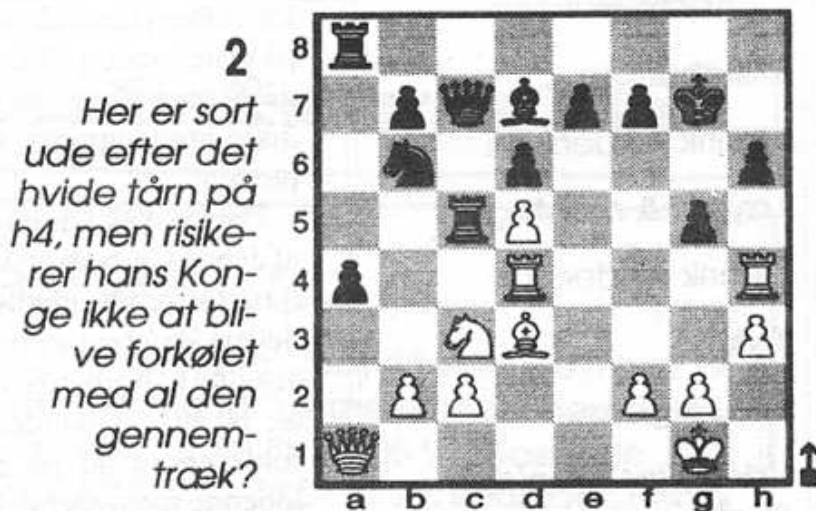 2
Her er sort
ude efter det
hvide tårn på
h4, men risike-
rer hans Kon-
ge ikke at bli-
ve forkølet
med al den
gennem-
træk?
8
7
6
5
4
3
2
1
a b c d e f g h